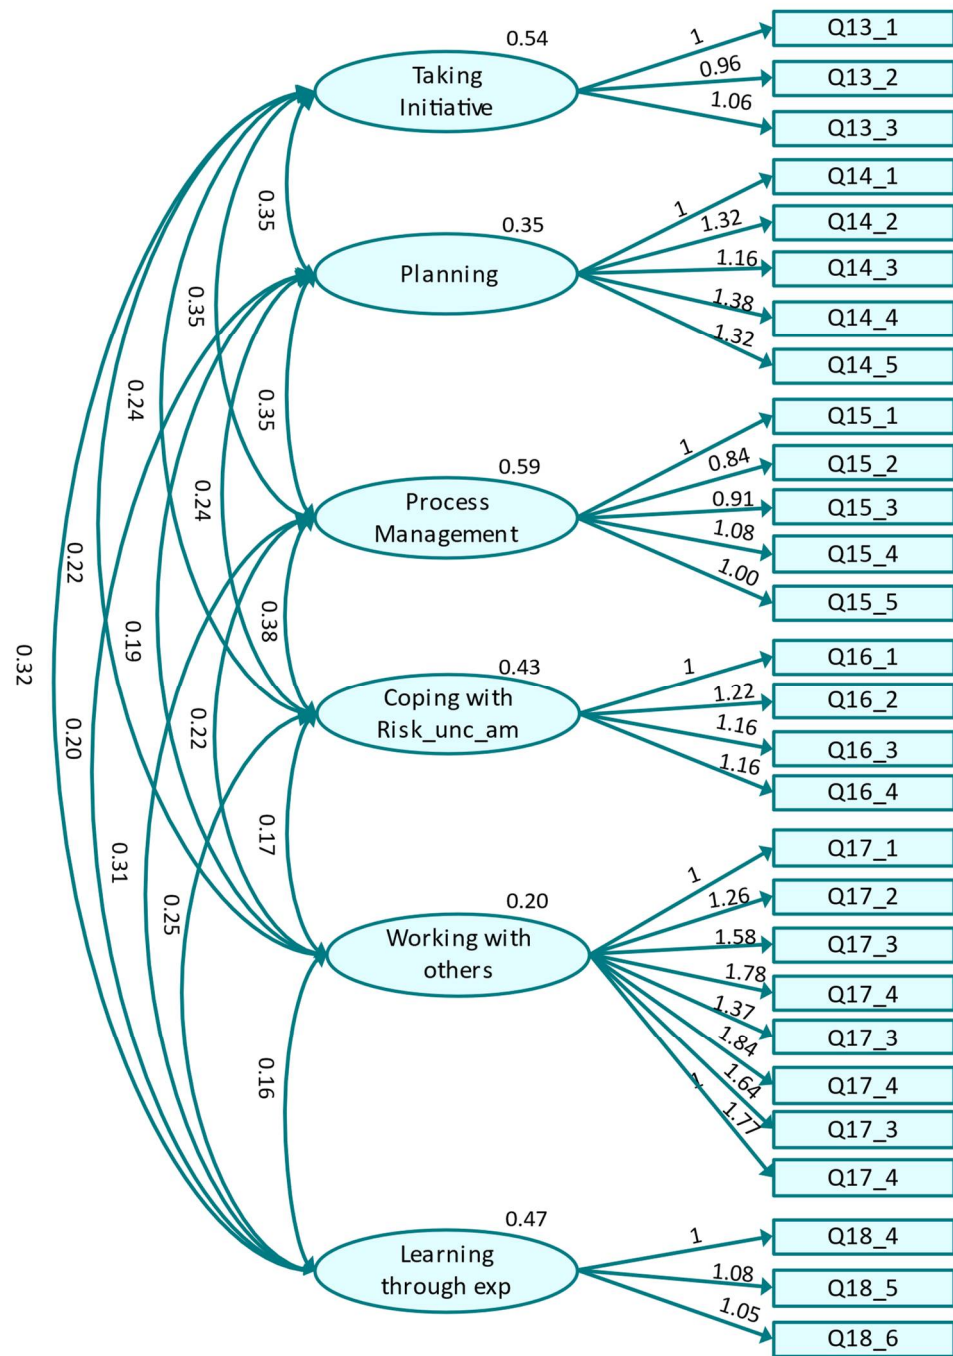 0.54
Taking
Initiative
1
Q13_1
0.96
Q13_2
1.06
Q13_3
0.35
0.35
Planning
1
Q14_1
1.32
Q14_2
1.16
Q14_3
1.38
Q14_4
1.32
Q14_5
0.35
0.24
0.35
0.24
0.59
Process
Management
1
Q15_1
0.84
Q15_2
0.91
Q15_3
1.08
Q15_4
1.00
Q15_5
0.22
0.32
0.19
0.20
0.38
0.22
0.43
Coping with
Risk_unc_am
1
Q16_1
1.22
Q16_2
1.16
Q16_3
1.16
Q16_4
0.31
0.25
0.17
0.20
Working with
others
1
Q17_1
1.26
Q17_2
1.58
Q17_3
1.78
Q17_4
1.37
Q17_3
1.84
Q17_4
1.64
Q17_3
1
1.77
Q17_4
0.16
0.47
Learning
through exp
1
Q18_4
1.08
Q18_5
1.05
Q18_6